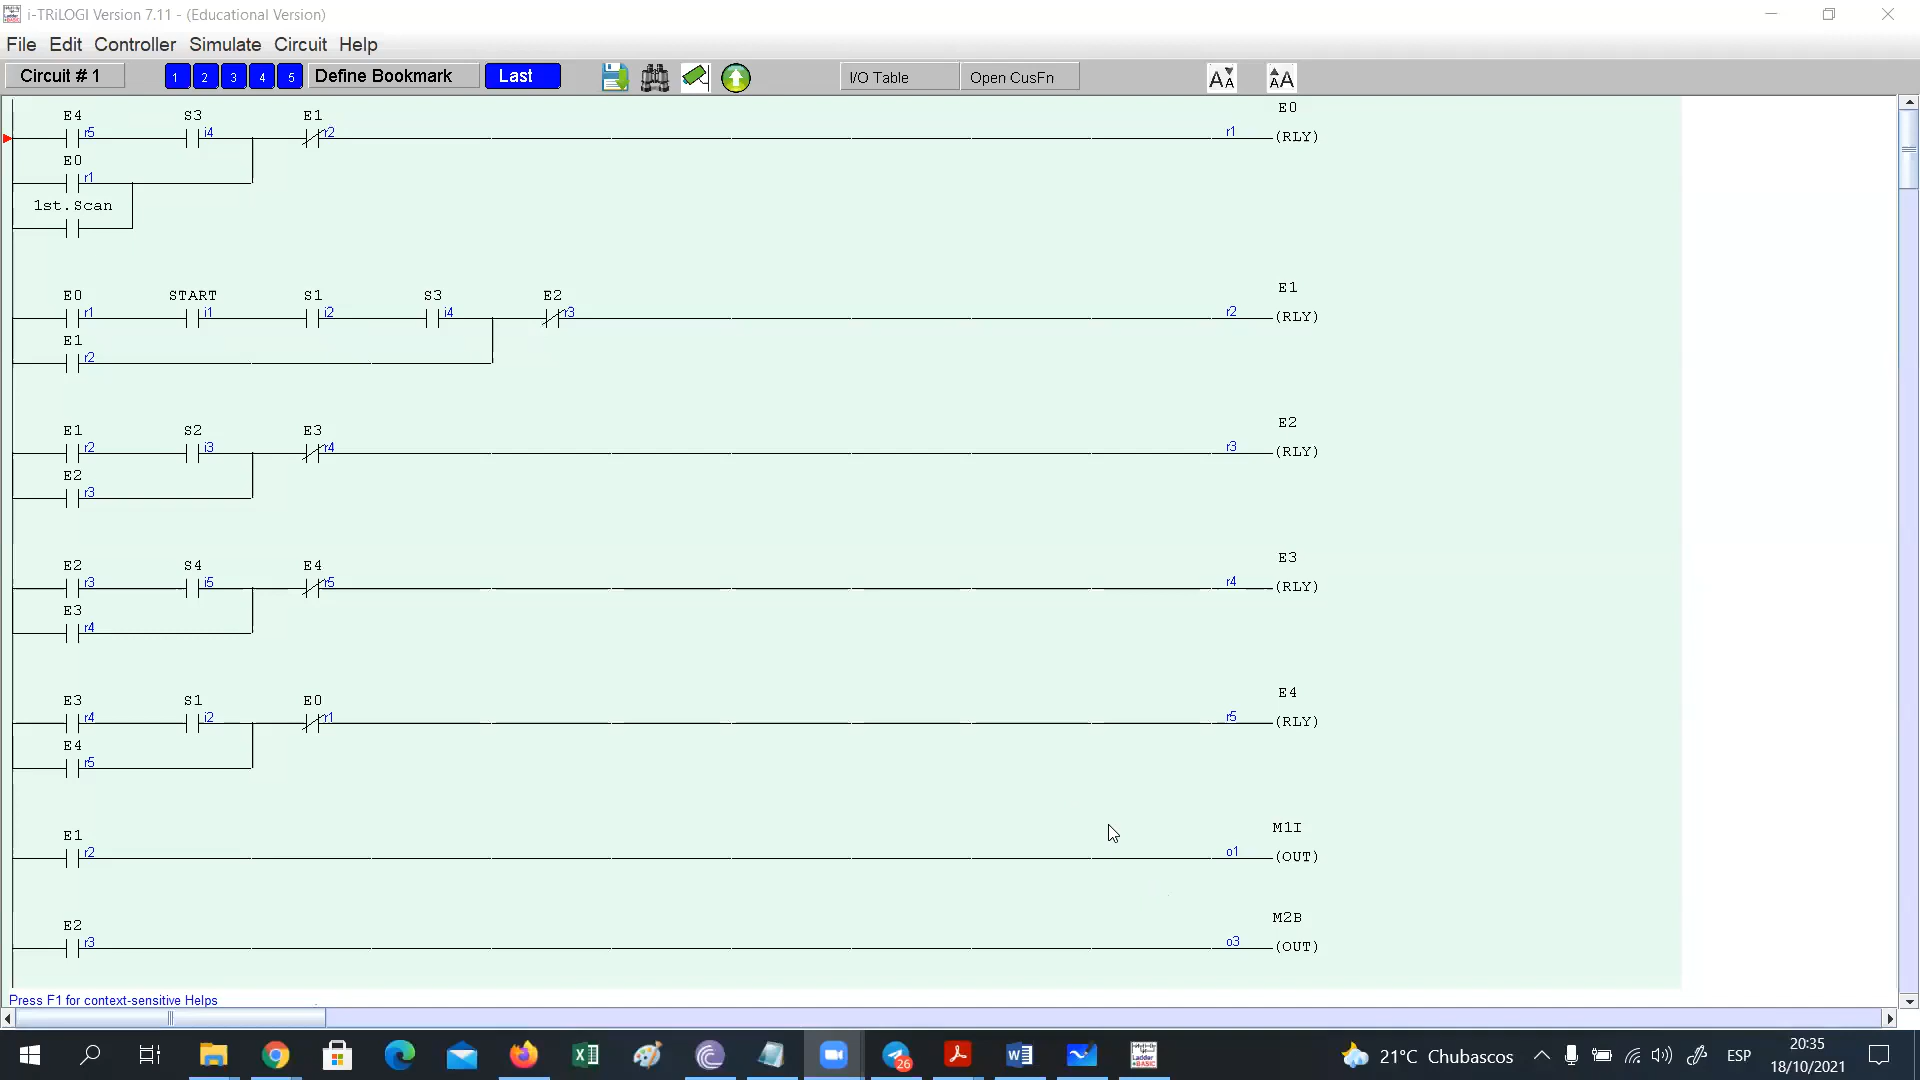 i-TRiLOGI Version 7.11 - (Educational Version)
File Edit Controller Simulate Circuit Help
Circuit # 1 1 2 3 4 5 Define Bookmark Last I/O Table Open CusFn AA AA
E4 S3 E1 E0
r5 i4 r2 r1 (RLY)
E0
r1
1st.Scan
E0 START S1 S3 E2 E1
r1 i1 i2 i4 r3 r2 (RLY)
E1
r2
E1 S2 E3 E2
r2 i3 r4 r3 (RLY)
E2
r3
E2 S4 E4 E3
r3 i5 r5 r4 (RLY)
E3
r4
E3 S1 E0 E4
r4 i2 r1 r5 (RLY)
E4
r5
E1 M1I
r2 o1 (OUT)
E2 M2B
r3 o3 (OUT)
Press F1 for context-sensitive Helps
26 21°C Chubascos ESP 20:35
18/10/2021